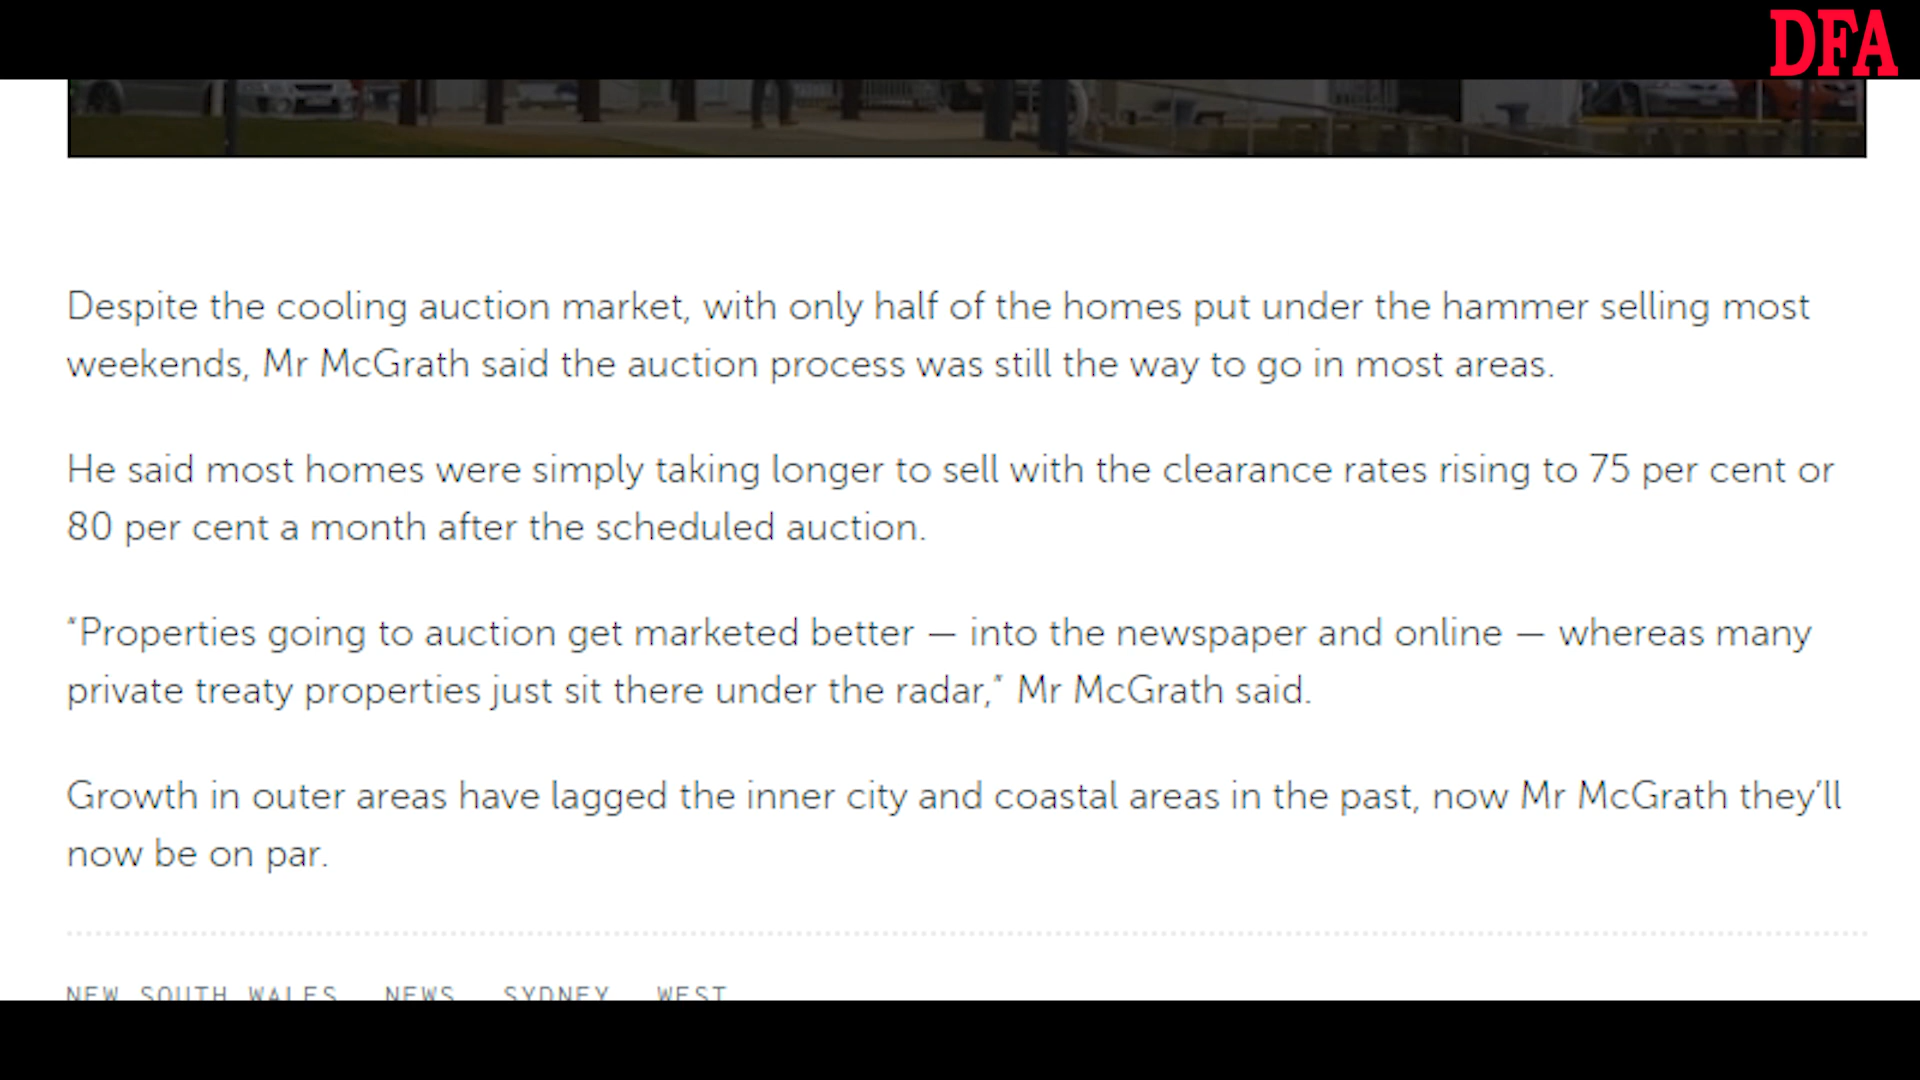 DFA
Despite the cooling auction market, with only half of the homes put under the hammer selling most
weekends, Mr McGrath said the auction process was still the way to go in most areas.
He said most homes were simply taking longer to sell with the clearance rates rising to 75 per cent or
80 per cent a month after the scheduled auction.
“Properties going to auction get marketed better — into the newspaper and online — whereas many
private treaty properties just sit there under the radar,” Mr McGrath said.
Growth in outer areas have lagged the inner city and coastal areas in the past, now Mr McGrath they’ll
now be on par.
NEW SOUTH WALES NEWS SYDNEY WEST